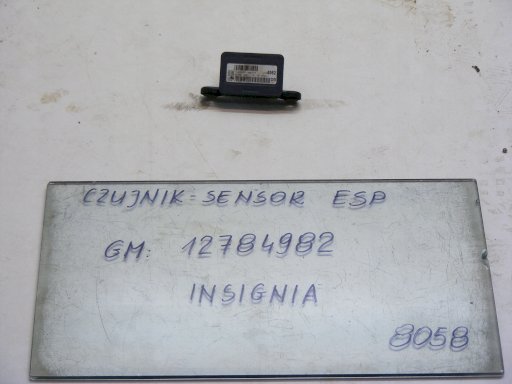 CZUJNIK = SENSOR ESP
GM: 12784982
INSIGNIA
8058